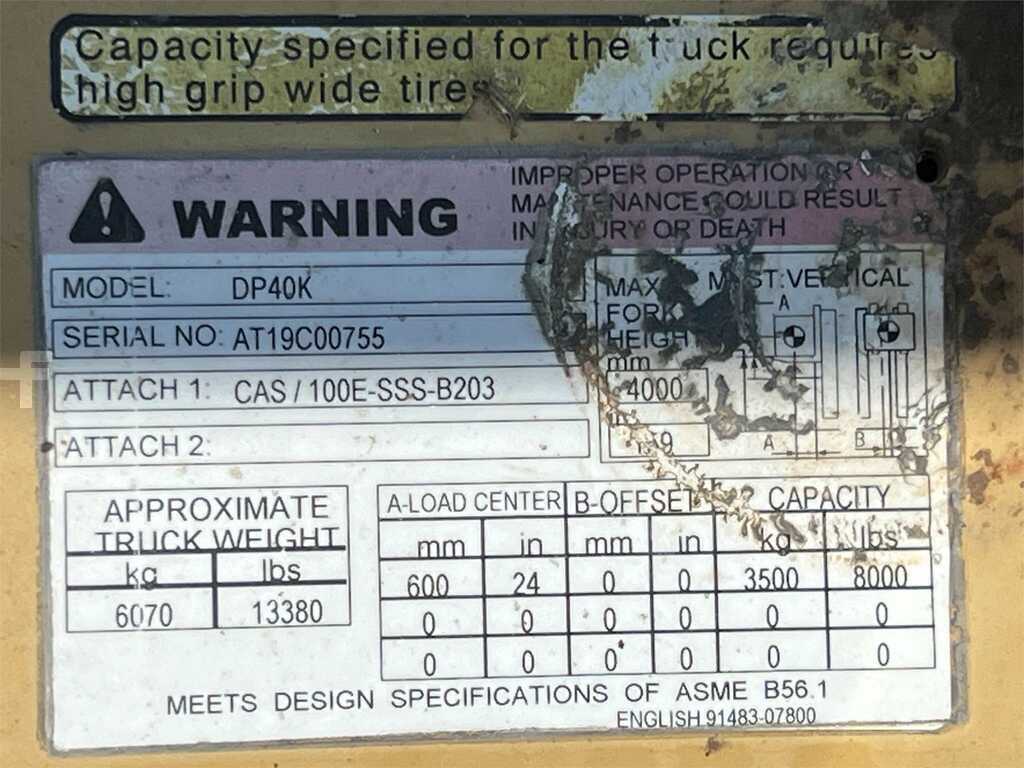 Capacity specified for the truck requires
high grip wide tires
WARNING
IMPROPER OPERATION OR
MAINTENANCE COULD RESULT
IN INJURY OR DEATH
MODEL: DP40K
SERIAL NO: AT19C00755
ATTACH 1: CAS / 100E-SSS-B203
ATTACH 2:
MAX
FORK
HEIGHT
mm
4000
MAST:VERTICAL
A
A
B
APPROXIMATE
TRUCK WEIGHT
kg lbs
6070 13380
A-LOAD CENTER B-OFFSET CAPACITY
mm in mm in kg lbs
600 24 0 0 3500 8000
0 0 0 0 0 0
0 0 0 0 0 0
MEETS DESIGN SPECIFICATIONS OF ASME B56.1
ENGLISH 91483-07800